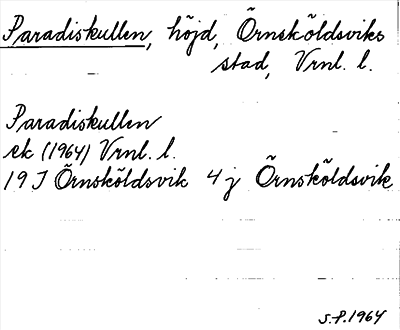 Paradiskullen, höjd, Örnsköldsviks
stad, Vrnl. l.
Paradiskullen
ek (1964) Vrnl. l.
19 J Örnsköldsvik 4 j Örnsköldsvik
S.P. 1964